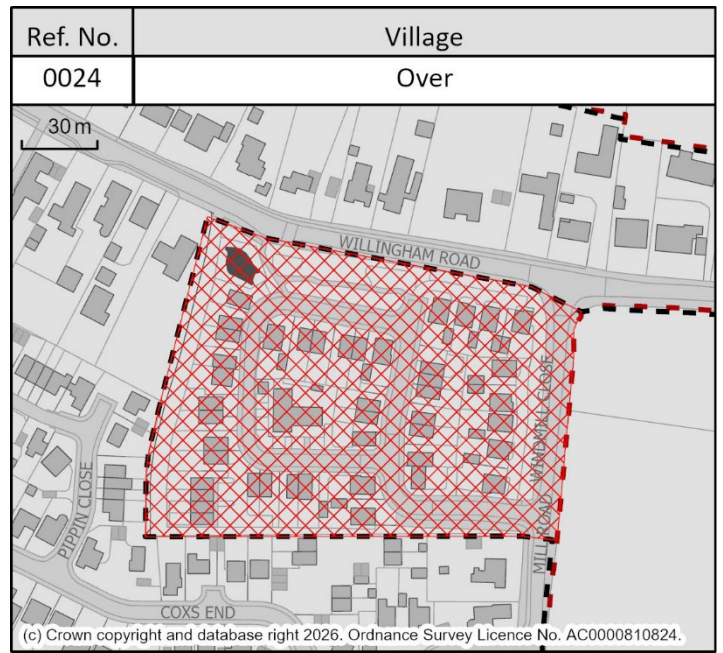 Ref. No. Village
0024 Over
30 m
WILLINGHAM ROAD
WINDMILL CLOSE
PIPPIN CLOSE
MILL ROAD
COXS END
(c) Crown copyright and database right 2026. Ordnance Survey Licence No. AC0000810824.